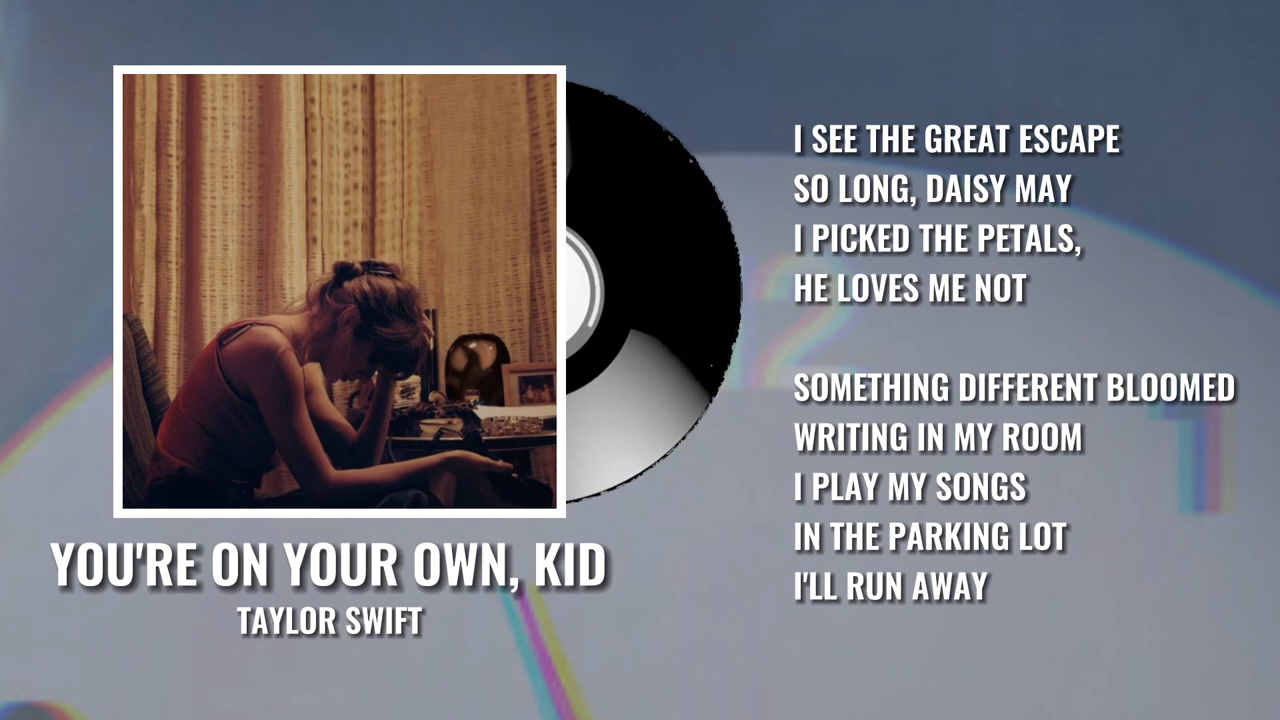 I SEE THE GREAT ESCAPE
SO LONG, DAISY MAY
I PICKED THE PETALS,
HE LOVES ME NOT
SOMETHING DIFFERENT BLOOMED
WRITING IN MY ROOM
I PLAY MY SONGS
IN THE PARKING LOT
I'LL RUN AWAY
YOU'RE ON YOUR OWN, KID
TAYLOR SWIFT
12
1